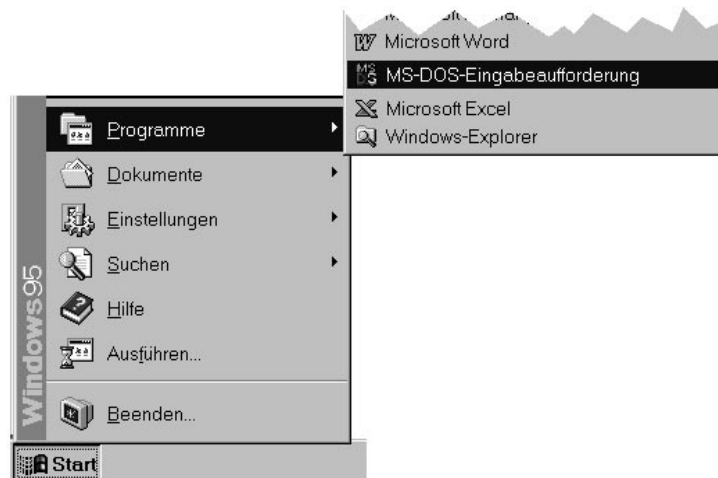 Microsoft Word
MS-DOS-Eingabeaufforderung
Microsoft Excel
Windows-Explorer
Programme
Dokumente
Einstellungen
Suchen
Hilfe
Ausführen...
Beenden...
Windows95
Start